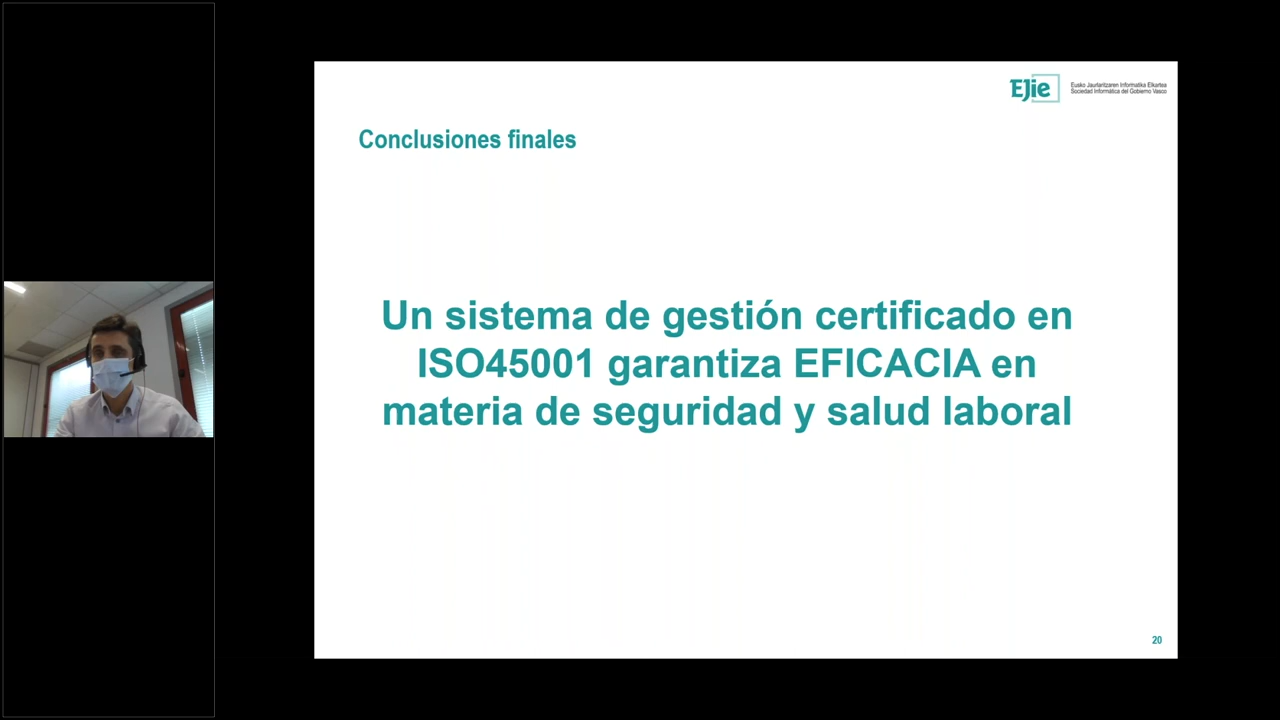 EJie
Eusko Jaurlaritzaren Informatika Elkartea
Sociedad Informática del Gobierno Vasco
Conclusiones finales
Un sistema de gestión certificado en
ISO45001 garantiza EFICACIA en
materia de seguridad y salud laboral
20